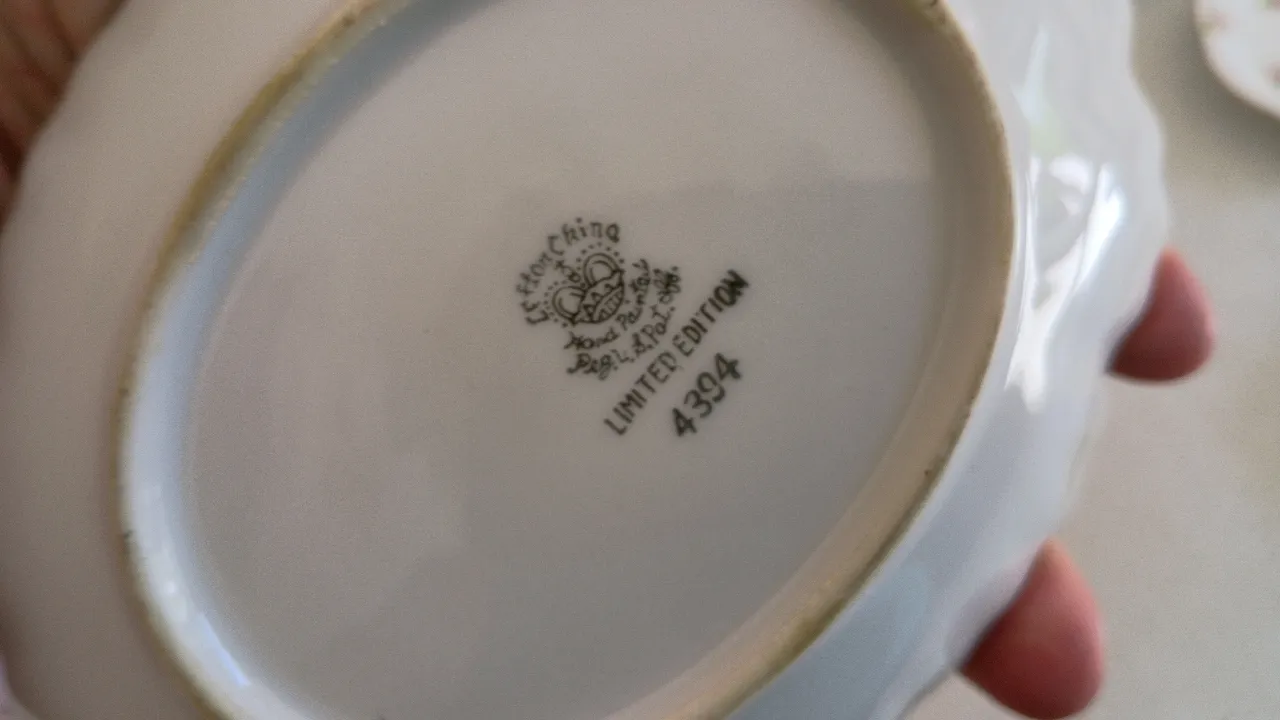 Lefton China
Hand Painted
Reg. U.S. Pat. Off.
LIMITED EDITION
4394